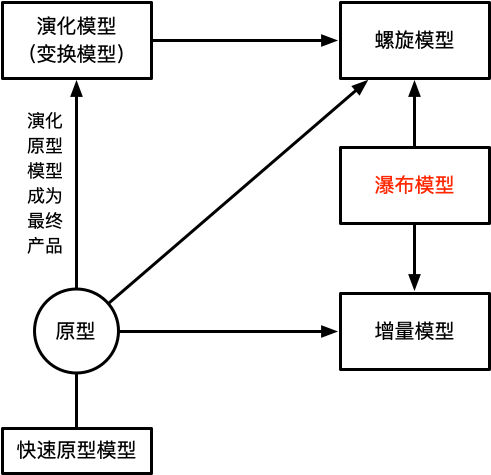 演化模型
（变换模型）
螺旋模型
演化
原型
模型
成为
最终
产品
瀑布模型
原型
增量模型
快速原型模型